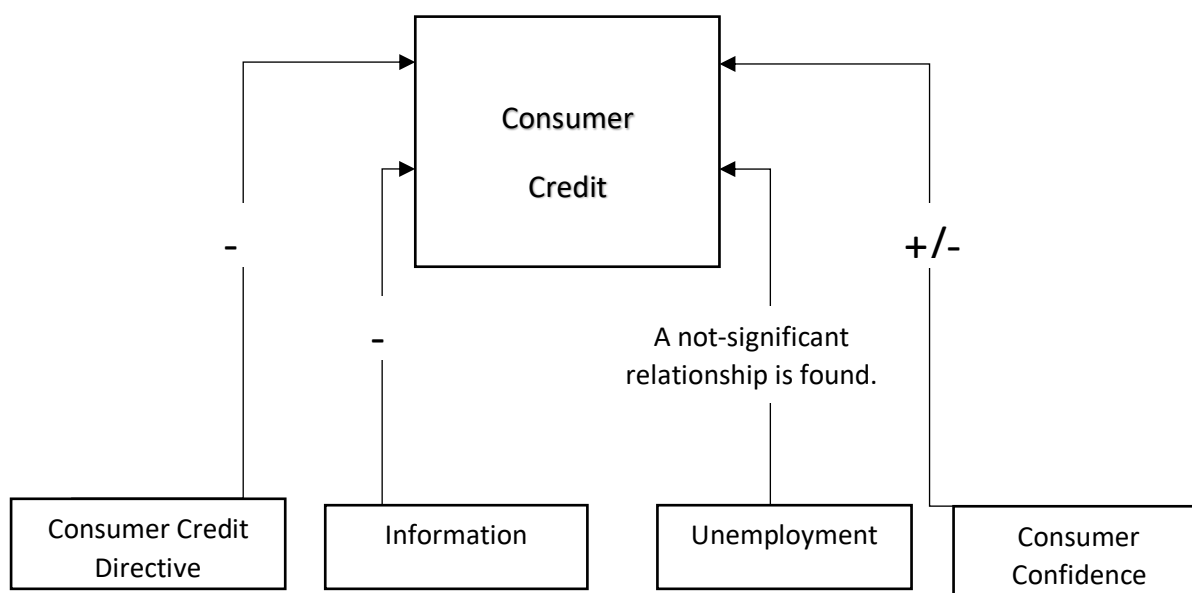 Consumer
Credit
-
+/-
-
A not-significant
relationship is found.
Consumer Credit
Directive
Information
Unemployment
Consumer
Confidence